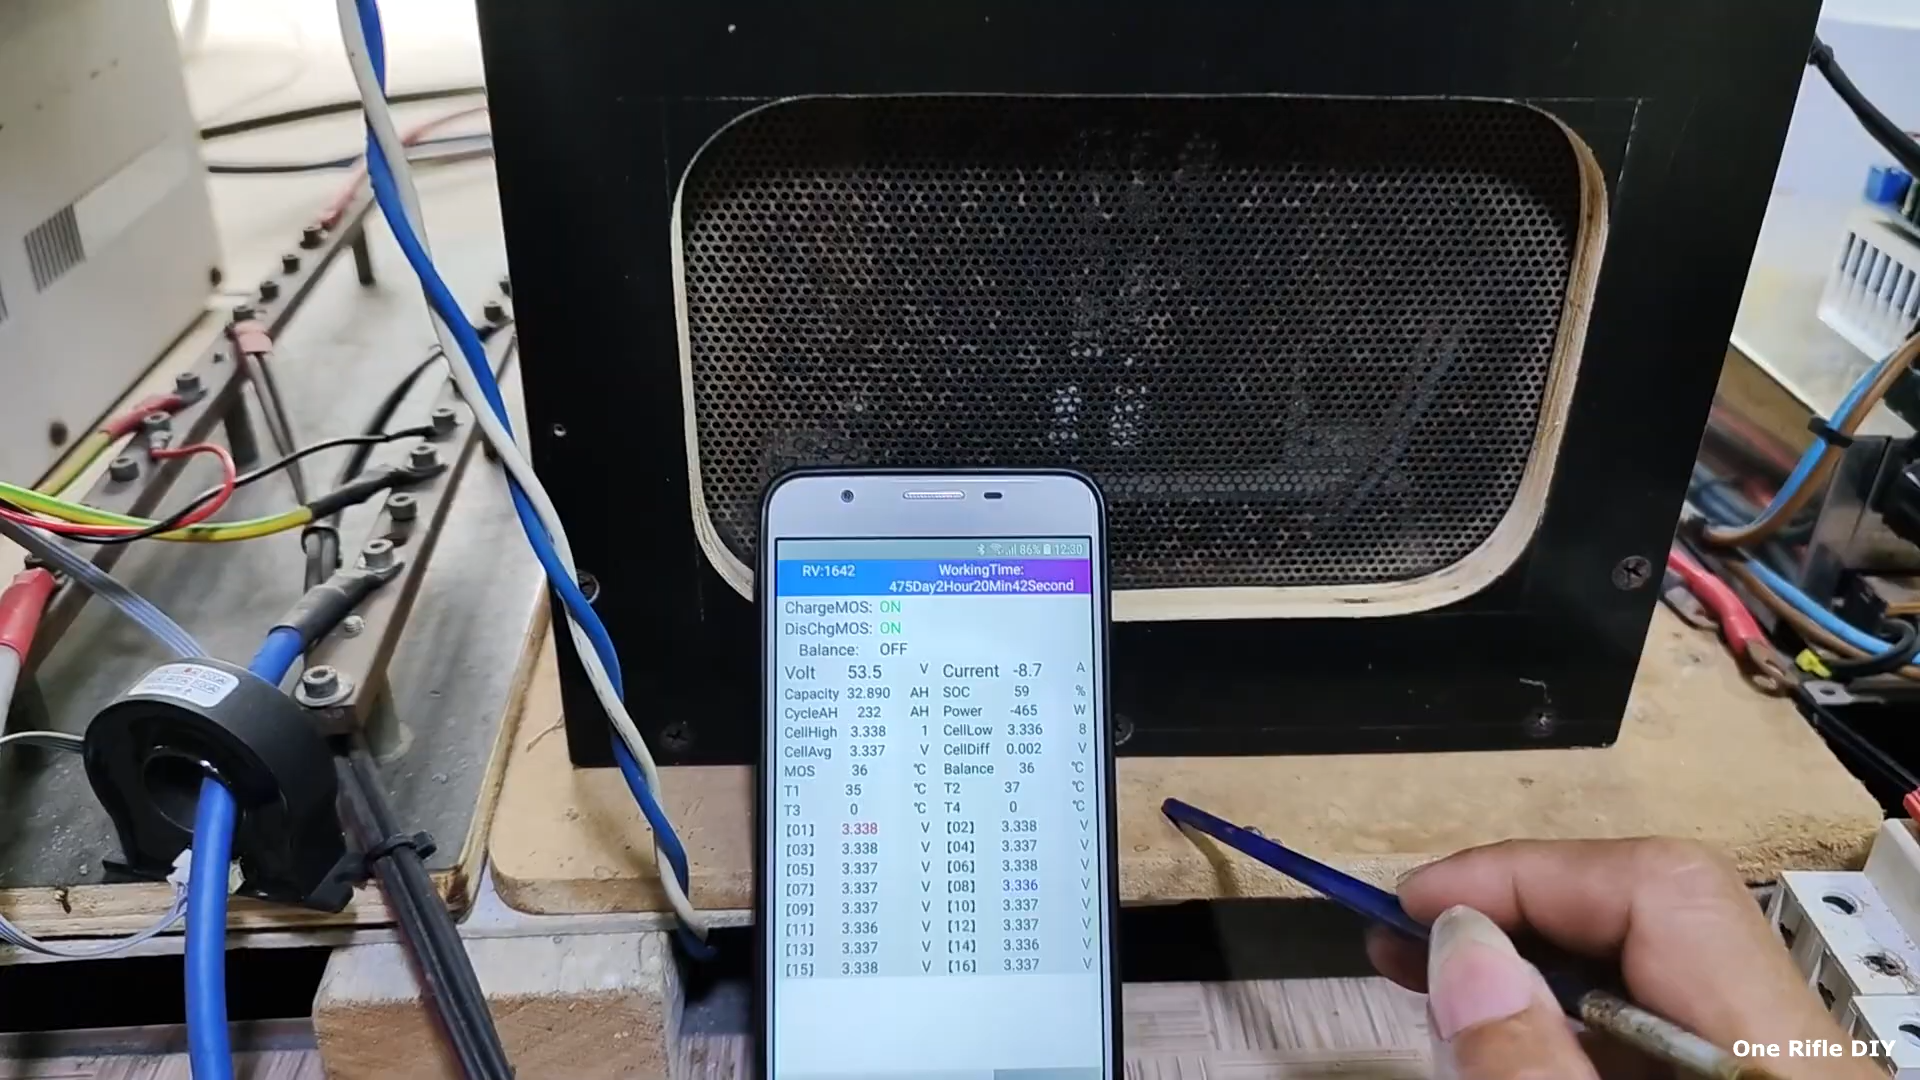 86% 12:30
RV:1642 WorkingTime:
475Day2Hour20Min42Second
ChargeMOS: ON
DisChgMOS: ON
Balance: OFF
Volt 53.5 V Current -8.7 A
Capacity 32.890 AH SOC 59 %
CycleAH 232 AH Power -465 W
CellHigh 3.338 1 CellLow 3.336 8
CellAvg 3.337 V CellDiff 0.002 V
MOS 36 ℃ Balance 36 ℃
T1 35 ℃ T2 37 ℃
T3 0 ℃ T4 0 ℃
【01】 3.338 V 【02】 3.338 V
【03】 3.338 V 【04】 3.337 V
【05】 3.337 V 【06】 3.338 V
【07】 3.337 V 【08】 3.336 V
【09】 3.337 V 【10】 3.337 V
【11】 3.336 V 【12】 3.337 V
【13】 3.337 V 【14】 3.336 V
【15】 3.338 V 【16】 3.337 V
One Rifle DIY